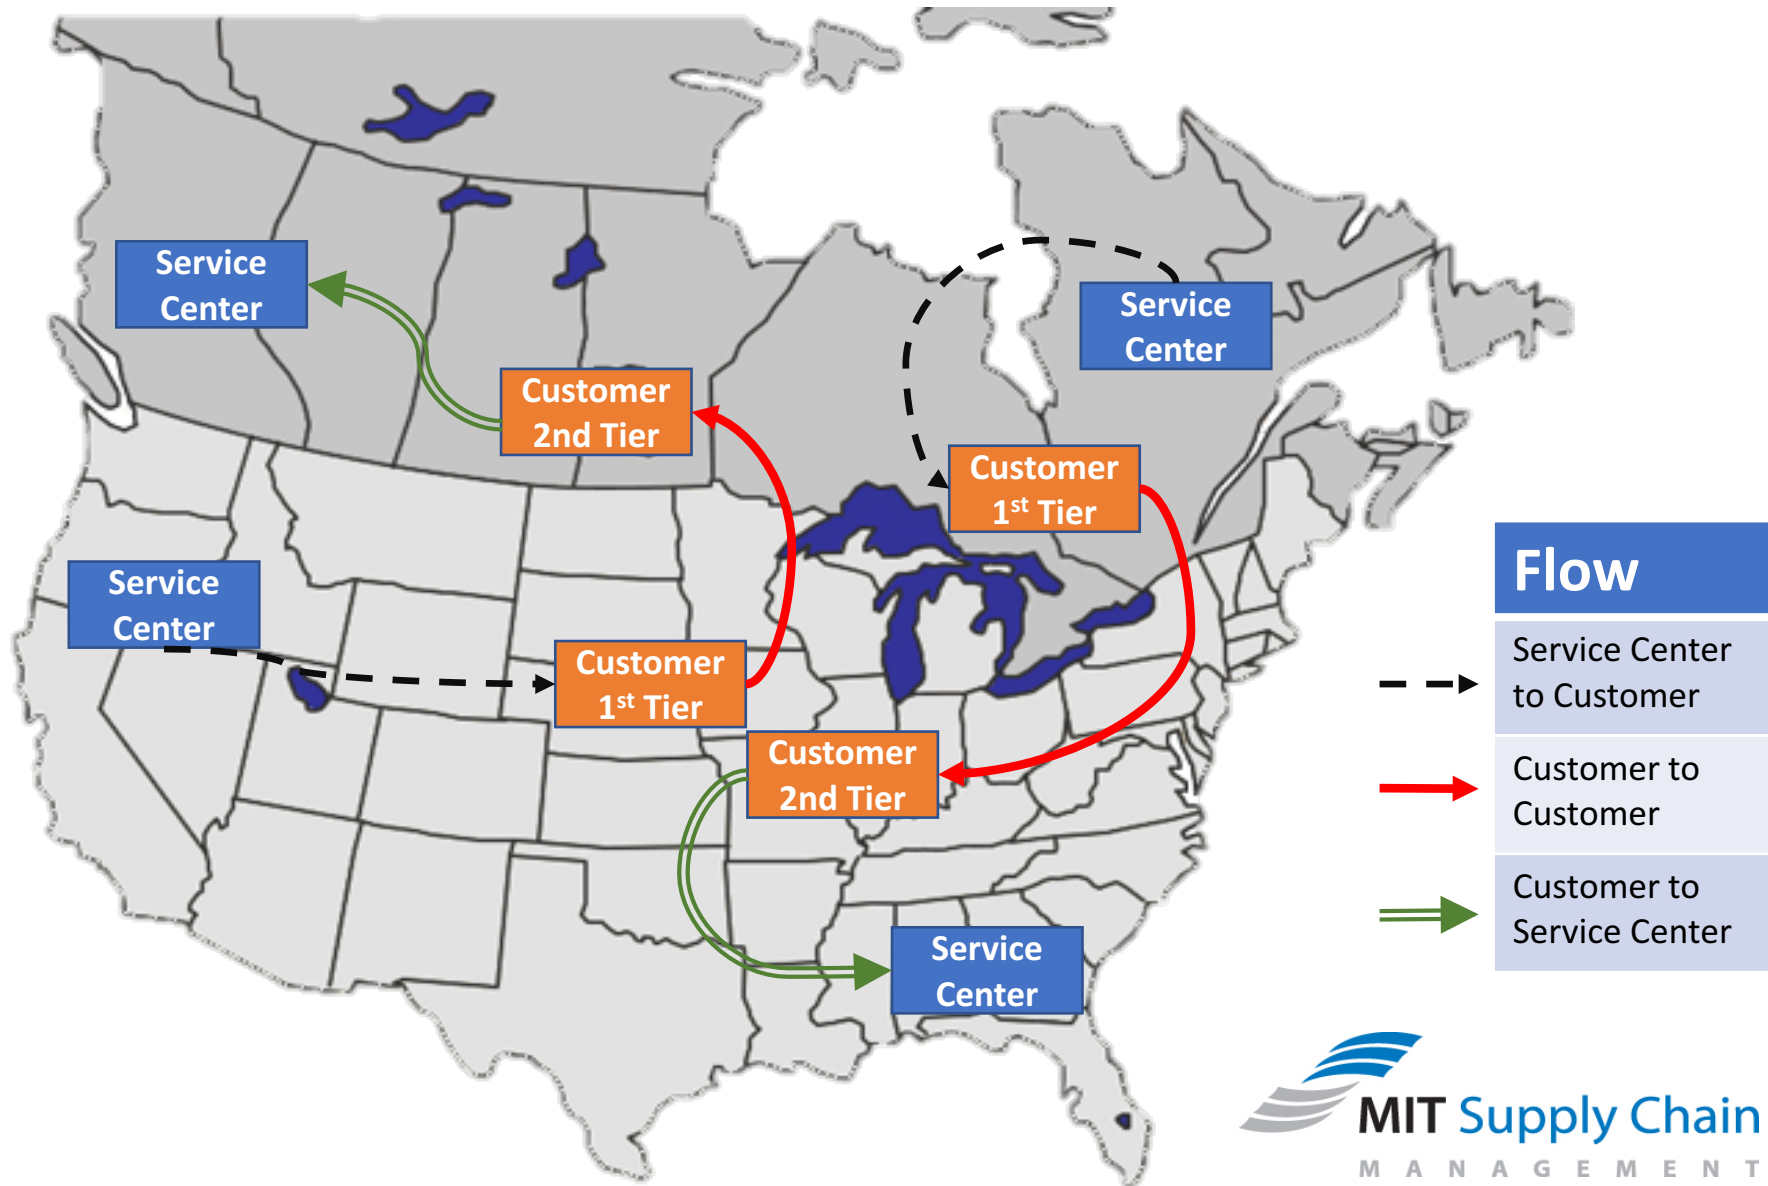 Service
Center
Service
Center
Customer
2nd Tier
Customer
1st Tier
Service
Center
Customer
1st Tier
Customer
2nd Tier
Service
Center
Flow
Service Center
to Customer
Customer to
Customer
Customer to
Service Center
MIT Supply Chain
MANAGEMENT